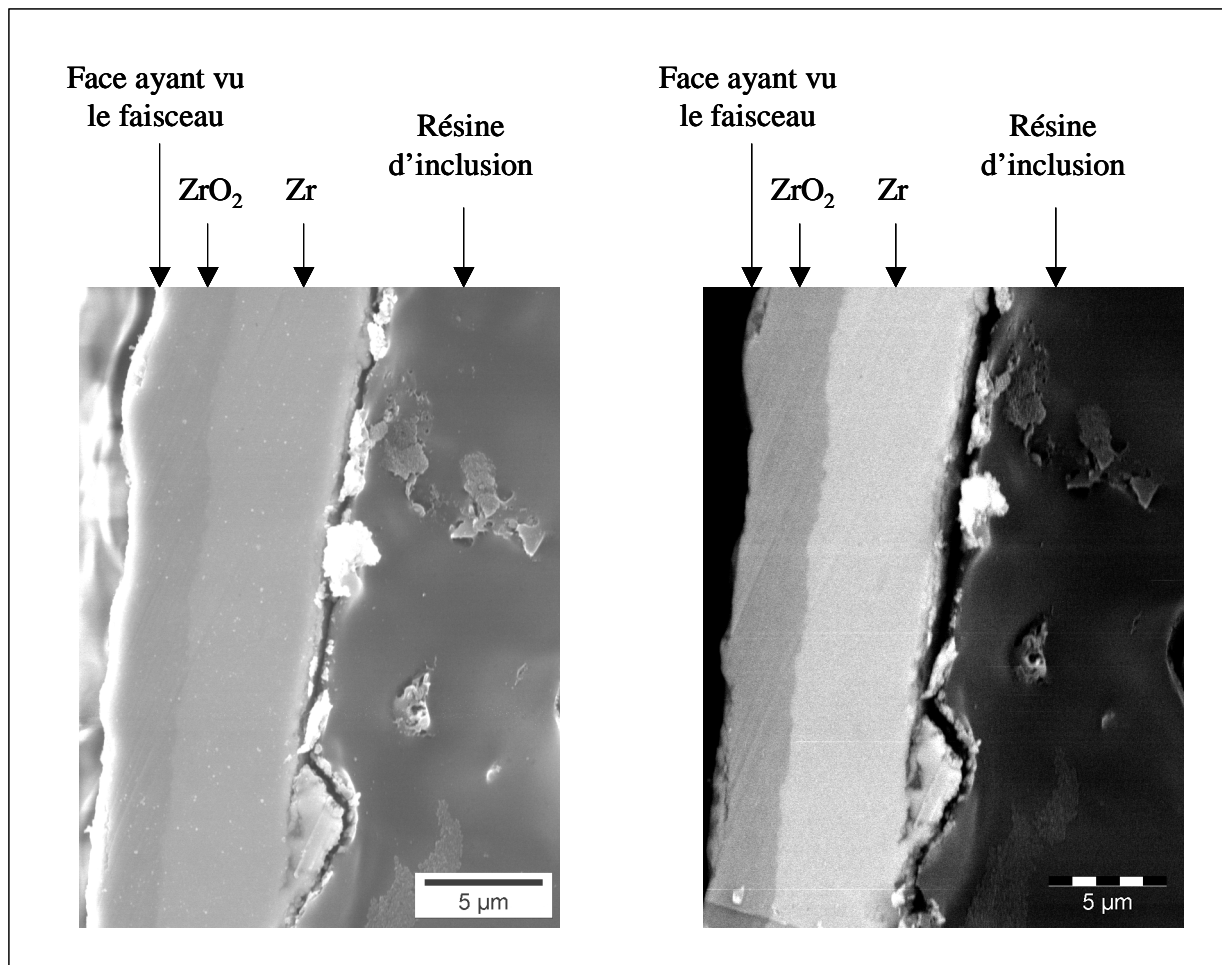 Face ayant vu
le faisceau
ZrO2
Zr
Résine
d’inclusion
5 µm
Face ayant vu
le faisceau
ZrO2
Zr
Résine
d’inclusion
5 µm